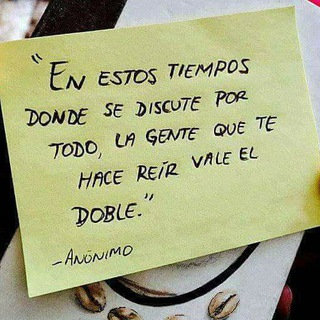 "EN ESTOS TIEMPOS
DONDE SE DISCUTE POR
TODO, LA GENTE QUE TE
HACE REÍR VALE EL
DOBLE."
-ANÓNIMO